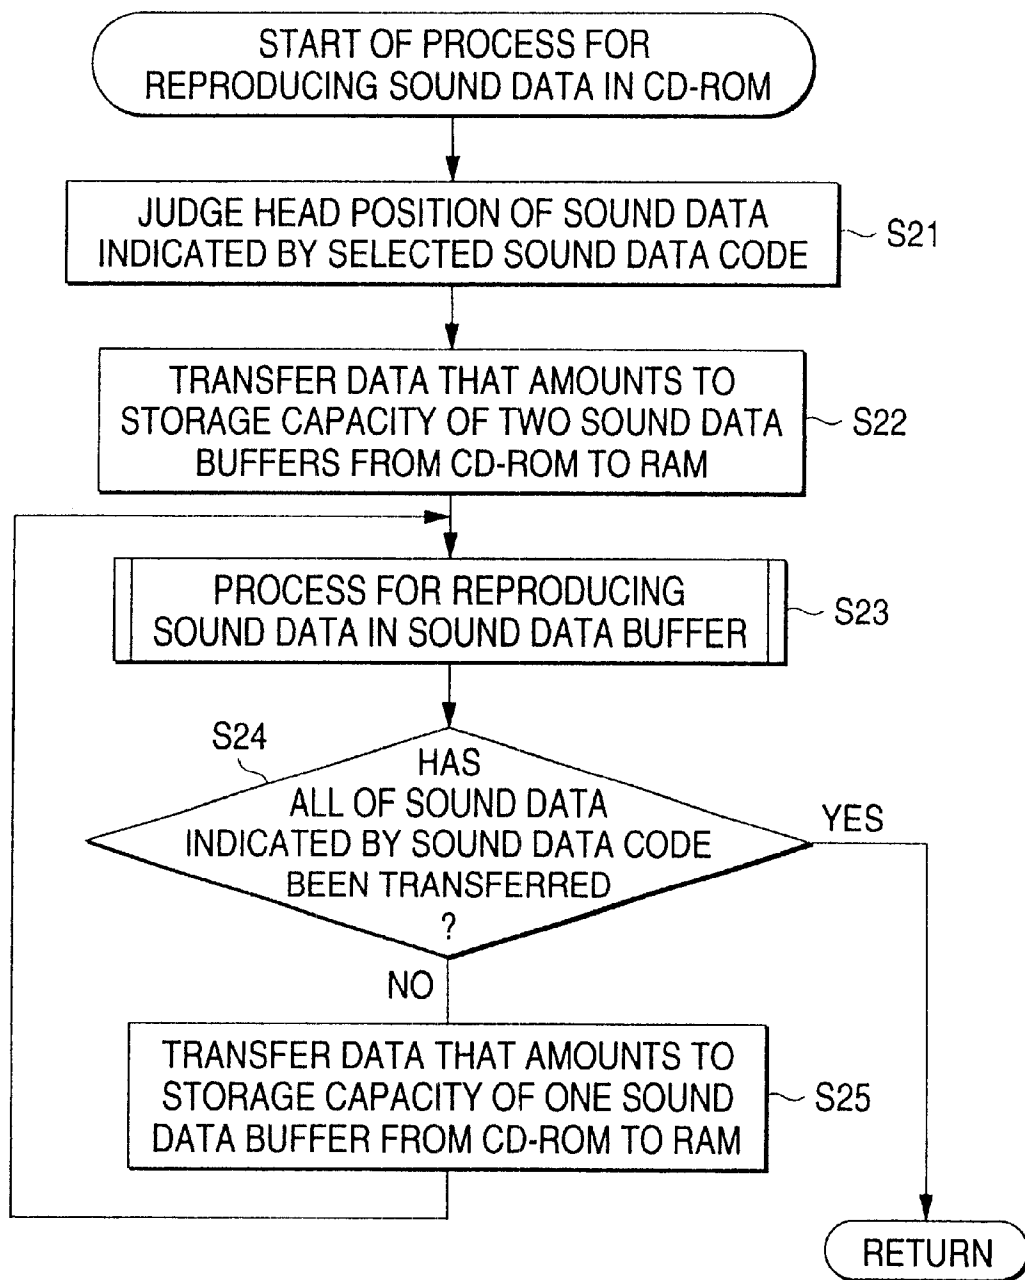 START OF PROCESS FOR
REPRODUCING SOUND DATA IN CD-ROM
JUDGE HEAD POSITION OF SOUND DATA
INDICATED BY SELECTED SOUND DATA CODE
S21
TRANSFER DATA THAT AMOUNTS TO
STORAGE CAPACITY OF TWO SOUND DATA
BUFFERS FROM CD-ROM TO RAM
S22
PROCESS FOR REPRODUCING
SOUND DATA IN SOUND DATA BUFFER
S23
S24
HAS
ALL OF SOUND DATA
INDICATED BY SOUND DATA CODE
BEEN TRANSFERRED
?
YES
NO
TRANSFER DATA THAT AMOUNTS TO
STORAGE CAPACITY OF ONE SOUND
DATA BUFFER FROM CD-ROM TO RAM
S25
RETURN